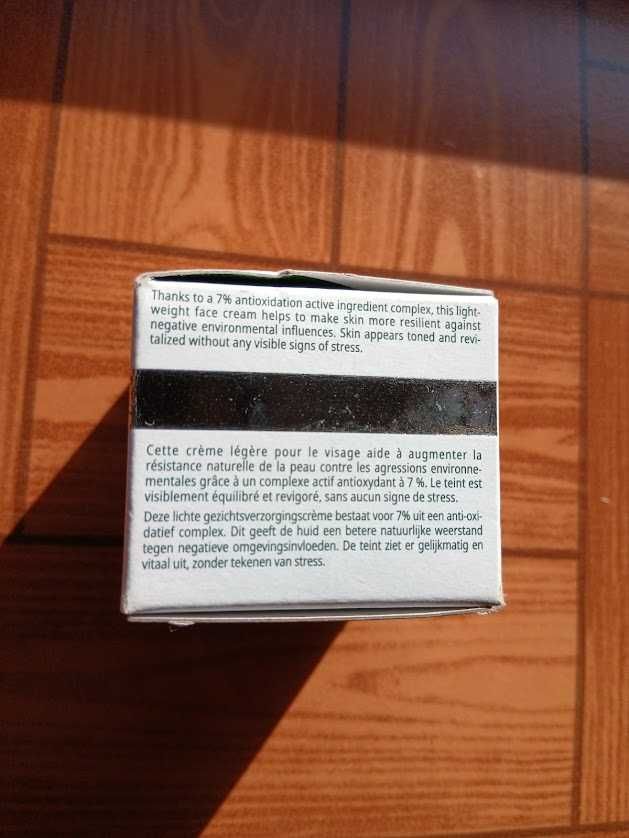 Thanks to a 7% antioxidation active ingredient complex, this light-
weight face cream helps to make skin more resilient against
negative environmental influences. Skin appears toned and revi-
talized without any visible signs of stress.
Cette crème légère pour le visage aide à augmenter la
résistance naturelle de la peau contre les agressions environne-
mentales grâce à un complexe actif antioxydant à 7 %. Le teint est
visiblement équilibré et revigoré, sans aucun signe de stress.
Deze lichte gezichtsverzorgingscrème bestaat voor 7% uit een anti-oxi-
datief complex. Dit geeft de huid een betere natuurlijke weerstand
tegen negatieve omgevingsinvloeden. De teint ziet er gelijkmatig en
vitaal uit, zonder tekenen van stress.